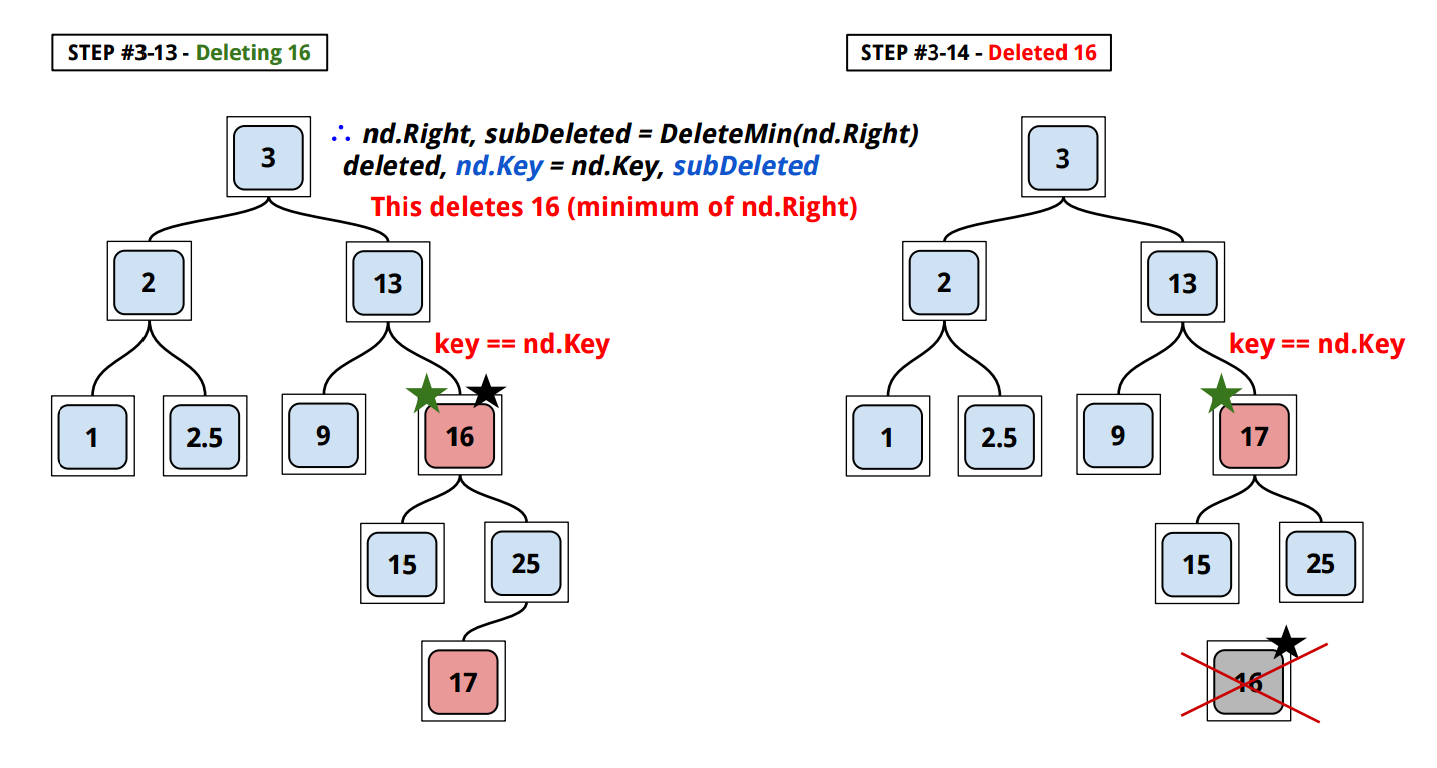 STEP #3-13 - Deleting 16
STEP #3-14 - Deleted 16
∴ nd.Right, subDeleted = DeleteMin(nd.Right)
deleted, nd.Key = nd.Key, subDeleted
This deletes 16 (minimum of nd.Right)
3
2
13
key == nd.Key
1
2.5
9
16
15
25
17
3
2
13
key == nd.Key
1
2.5
9
17
15
25
16